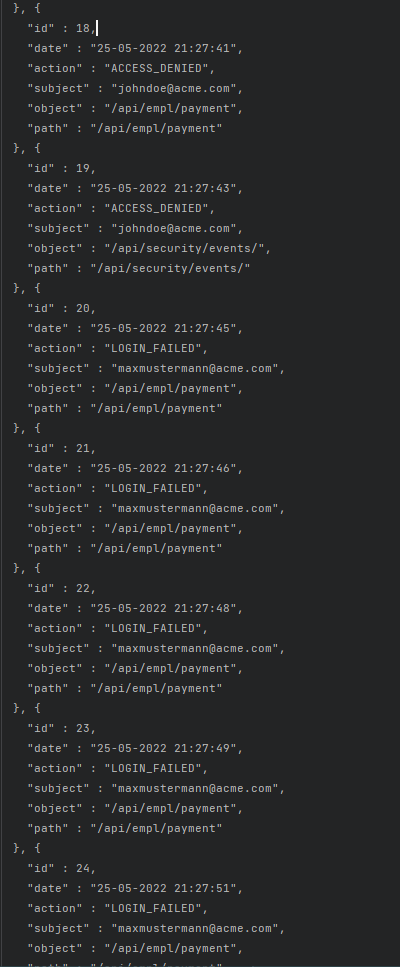 }, {
"id" : 18,
"date" : "25-05-2022 21:27:41",
"action" : "ACCESS_DENIED",
"subject" : "johndoe@acme.com",
"object" : "/api/empl/payment",
"path" : "/api/empl/payment"
}, {
"id" : 19,
"date" : "25-05-2022 21:27:43",
"action" : "ACCESS_DENIED",
"subject" : "johndoe@acme.com",
"object" : "/api/security/events/",
"path" : "/api/security/events/"
}, {
"id" : 20,
"date" : "25-05-2022 21:27:45",
"action" : "LOGIN_FAILED",
"subject" : "maxmustermann@acme.com",
"object" : "/api/empl/payment",
"path" : "/api/empl/payment"
}, {
"id" : 21,
"date" : "25-05-2022 21:27:46",
"action" : "LOGIN_FAILED",
"subject" : "maxmustermann@acme.com",
"object" : "/api/empl/payment",
"path" : "/api/empl/payment"
}, {
"id" : 22,
"date" : "25-05-2022 21:27:48",
"action" : "LOGIN_FAILED",
"subject" : "maxmustermann@acme.com",
"object" : "/api/empl/payment",
"path" : "/api/empl/payment"
}, {
"id" : 23,
"date" : "25-05-2022 21:27:49",
"action" : "LOGIN_FAILED",
"subject" : "maxmustermann@acme.com",
"object" : "/api/empl/payment",
"path" : "/api/empl/payment"
}, {
"id" : 24,
"date" : "25-05-2022 21:27:51",
"action" : "LOGIN_FAILED",
"subject" : "maxmustermann@acme.com",
"object" : "/api/empl/payment",
"path" : "/api/empl/payment"